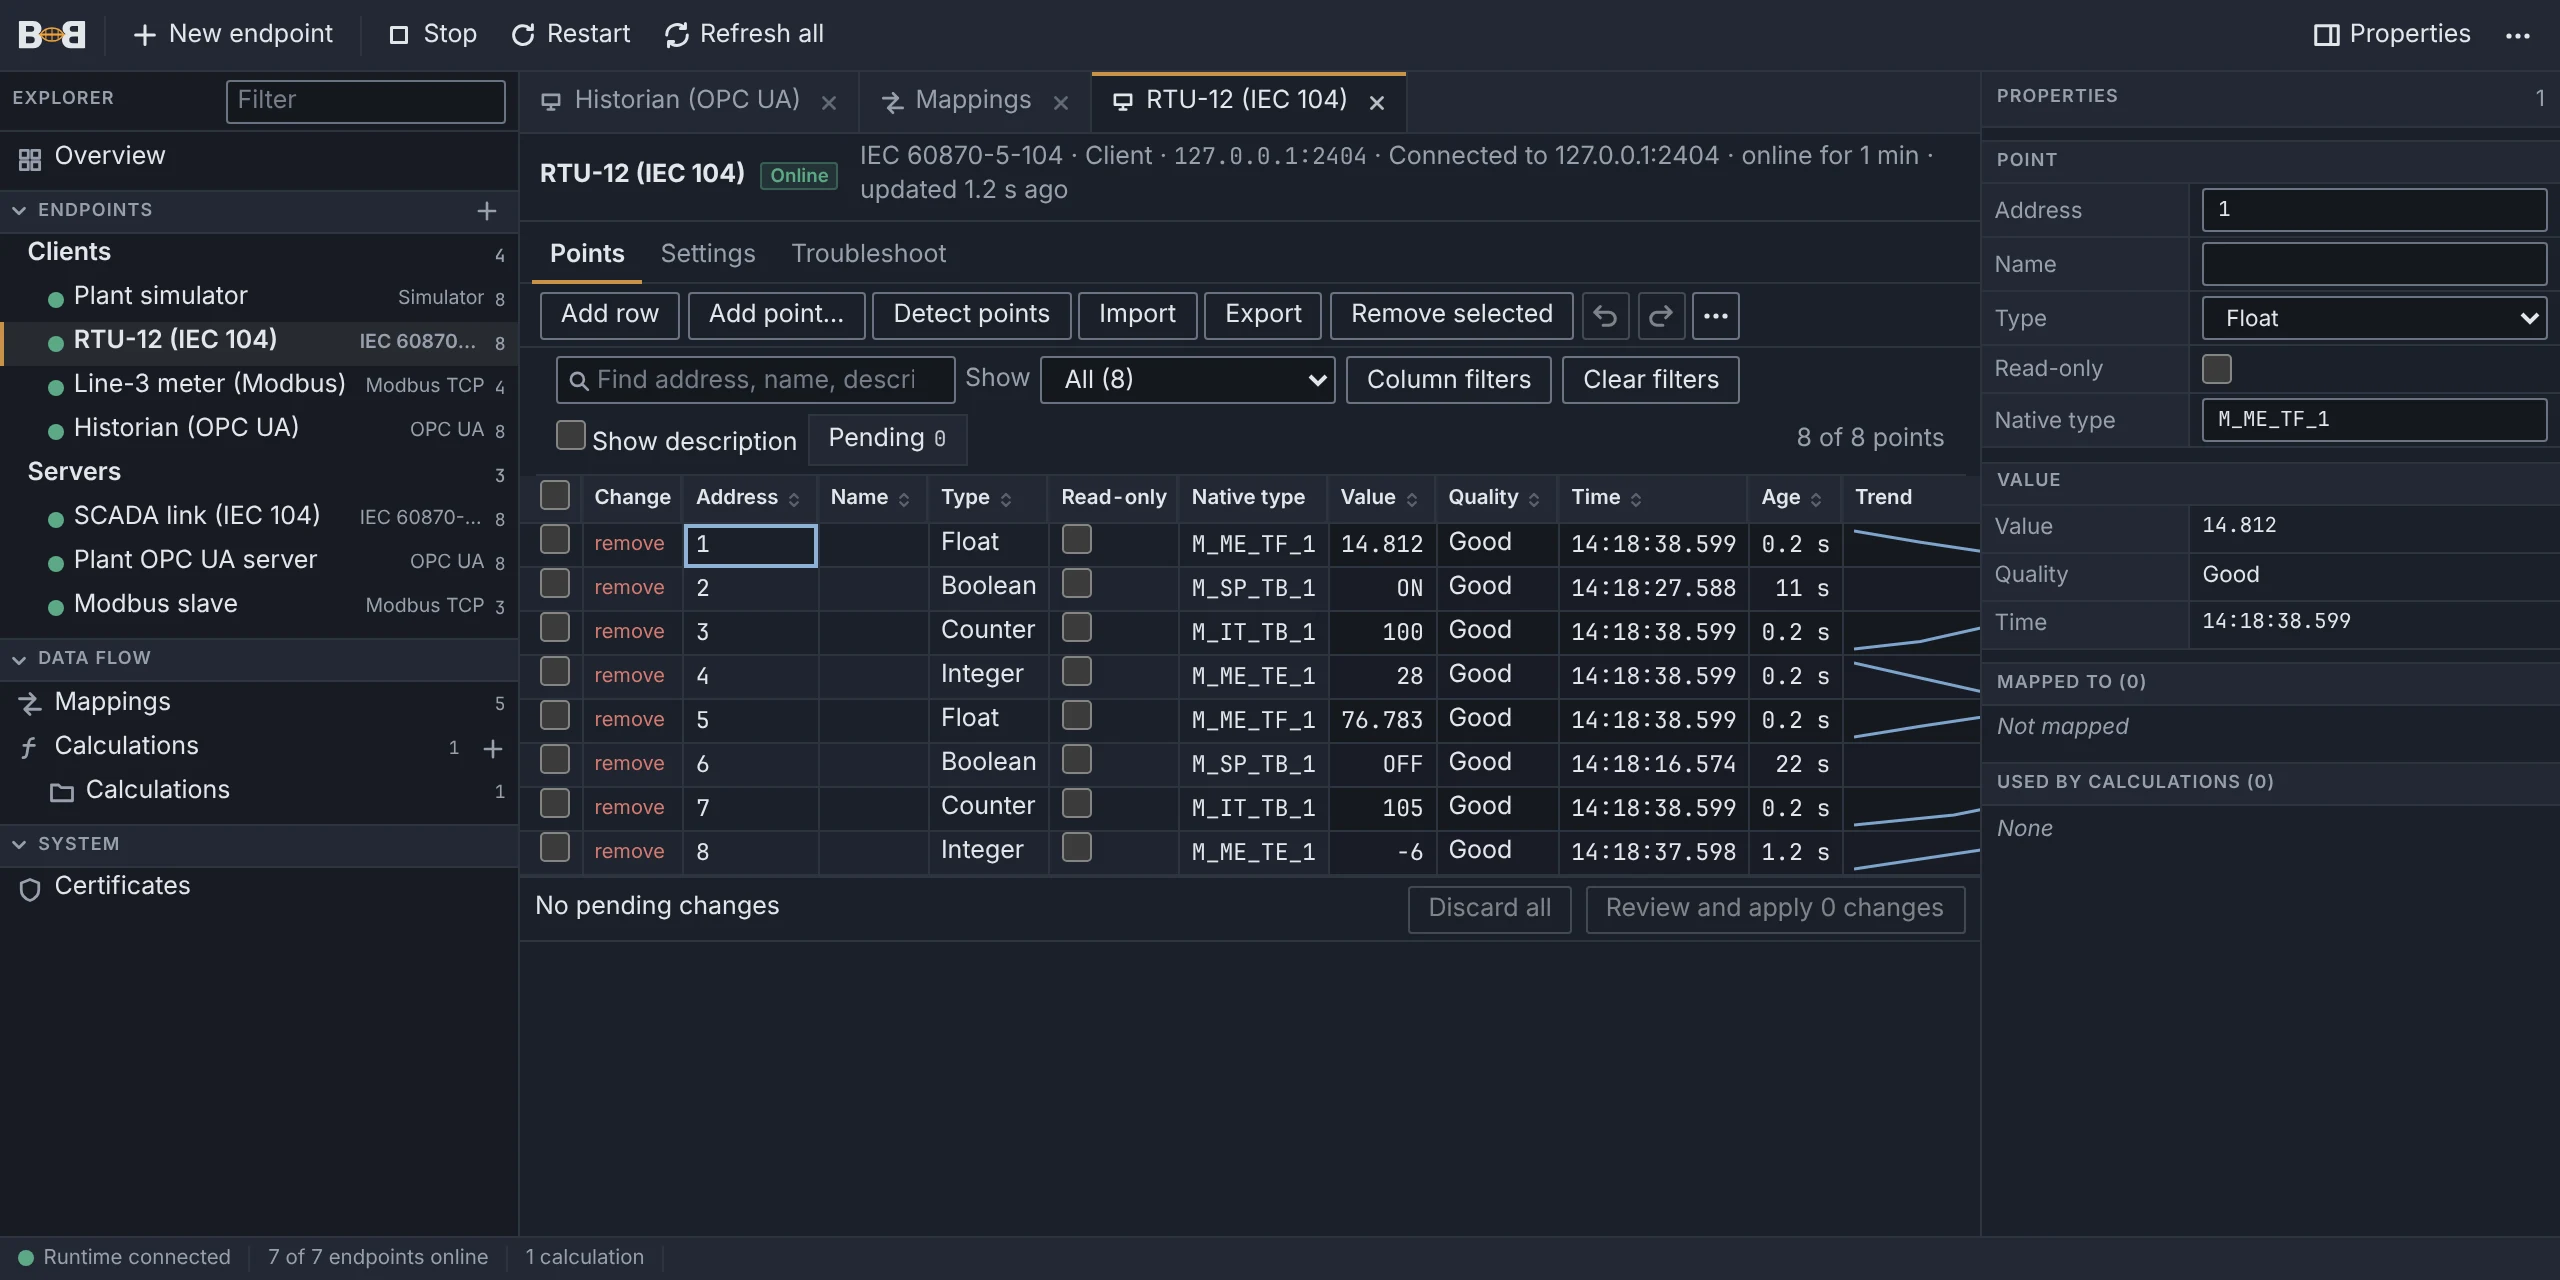 BOB
New endpoint
Stop
Restart
Refresh all
Properties
EXPLORER
Filter
Overview
ENDPOINTS
Clients 4
Plant simulator Simulator 8
RTU-12 (IEC 104) IEC 60870... 8
Line-3 meter (Modbus) Modbus TCP 4
Historian (OPC UA) OPC UA 8
Servers 3
SCADA link (IEC 104) IEC 60870-... 8
Plant OPC UA server OPC UA 8
Modbus slave Modbus TCP 3
DATA FLOW
Mappings 5
Calculations 1
Calculations 1
SYSTEM
Certificates
Historian (OPC UA)
Mappings
RTU-12 (IEC 104)
RTU-12 (IEC 104) Online
IEC 60870-5-104 · Client · 127.0.0.1:2404 · Connected to 127.0.0.1:2404 · online for 1 min ·
updated 1.2 s ago
Points Settings Troubleshoot
Add row Add point... Detect points Import Export Remove selected
Find address, name, descri Show All (8) Column filters Clear filters
Show description Pending 0 8 of 8 points
Change Address Name Type Read-only Native type Value Quality Time Age Trend
remove 1 Float M_ME_TF_1 14.812 Good 14:18:38.599 0.2 s
remove 2 Boolean M_SP_TB_1 ON Good 14:18:27.588 11 s
remove 3 Counter M_IT_TB_1 100 Good 14:18:38.599 0.2 s
remove 4 Integer M_ME_TE_1 28 Good 14:18:38.599 0.2 s
remove 5 Float M_ME_TF_1 76.783 Good 14:18:38.599 0.2 s
remove 6 Boolean M_SP_TB_1 OFF Good 14:18:16.574 22 s
remove 7 Counter M_IT_TB_1 105 Good 14:18:38.599 0.2 s
remove 8 Integer M_ME_TE_1 -6 Good 14:18:37.598 1.2 s
No pending changes Discard all Review and apply 0 changes
PROPERTIES 1
POINT
Address 1
Name
Type Float
Read-only
Native type M_ME_TF_1
VALUE
Value 14.812
Quality Good
Time 14:18:38.599
MAPPED TO (0)
Not mapped
USED BY CALCULATIONS (0)
None
Runtime connected 7 of 7 endpoints online 1 calculation